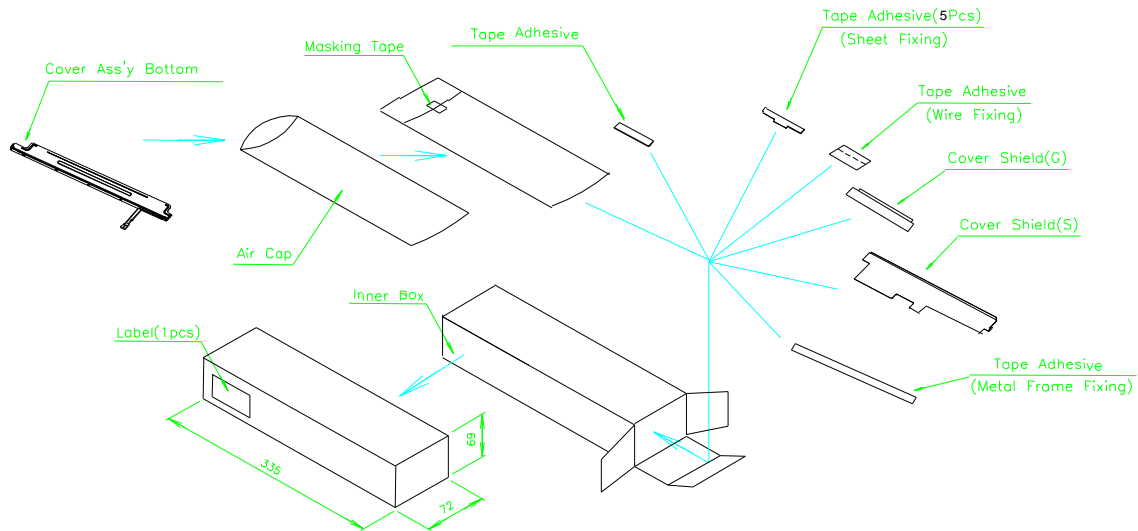 Tape Adhesive(5Pcs)
(Sheet Fixing)
Tape Adhesive
Masking Tape
Cover Ass'y Bottom
Tape Adhesive
(Wire Fixing)
Cover Shield(G)
Cover Shield(S)
Air Cap
Inner Box
Label(1pcs)
Tape Adhesive
(Metal Frame Fixing)
69
335
72